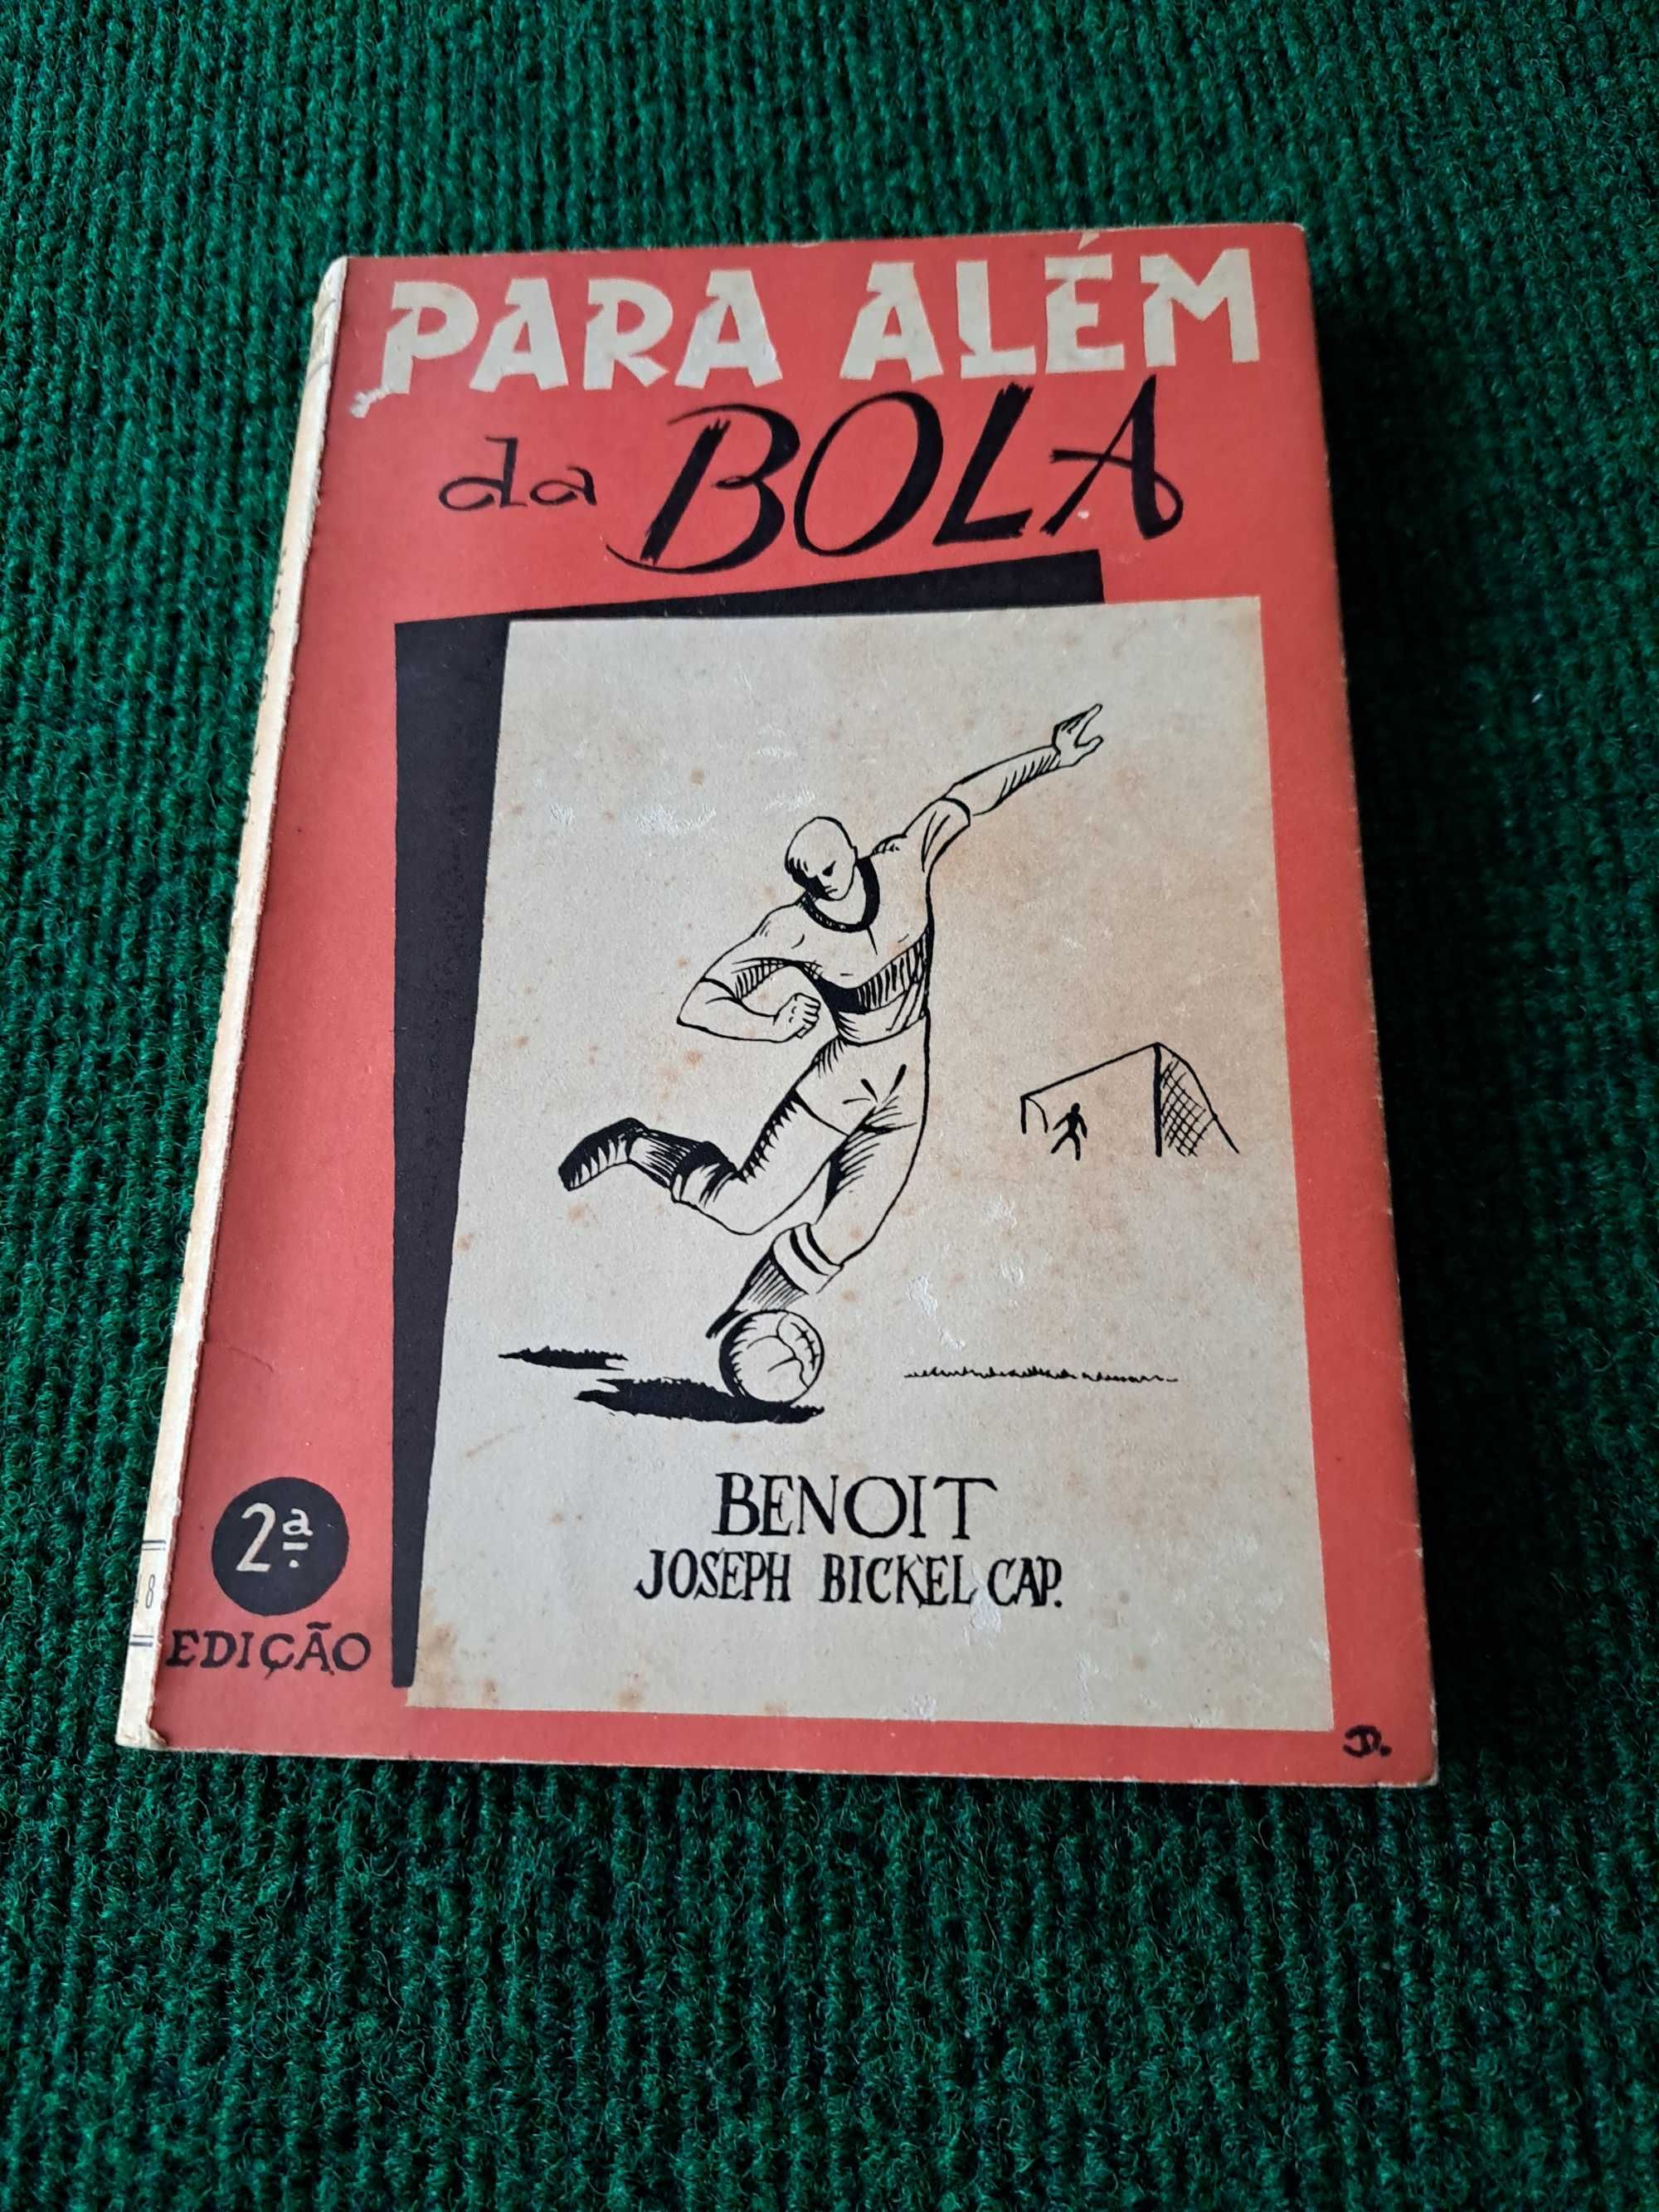 PARA ALÉM
da BOLA
BENOIT
JOSEPH BICKEL CAP.
2ª
EDIÇÃO